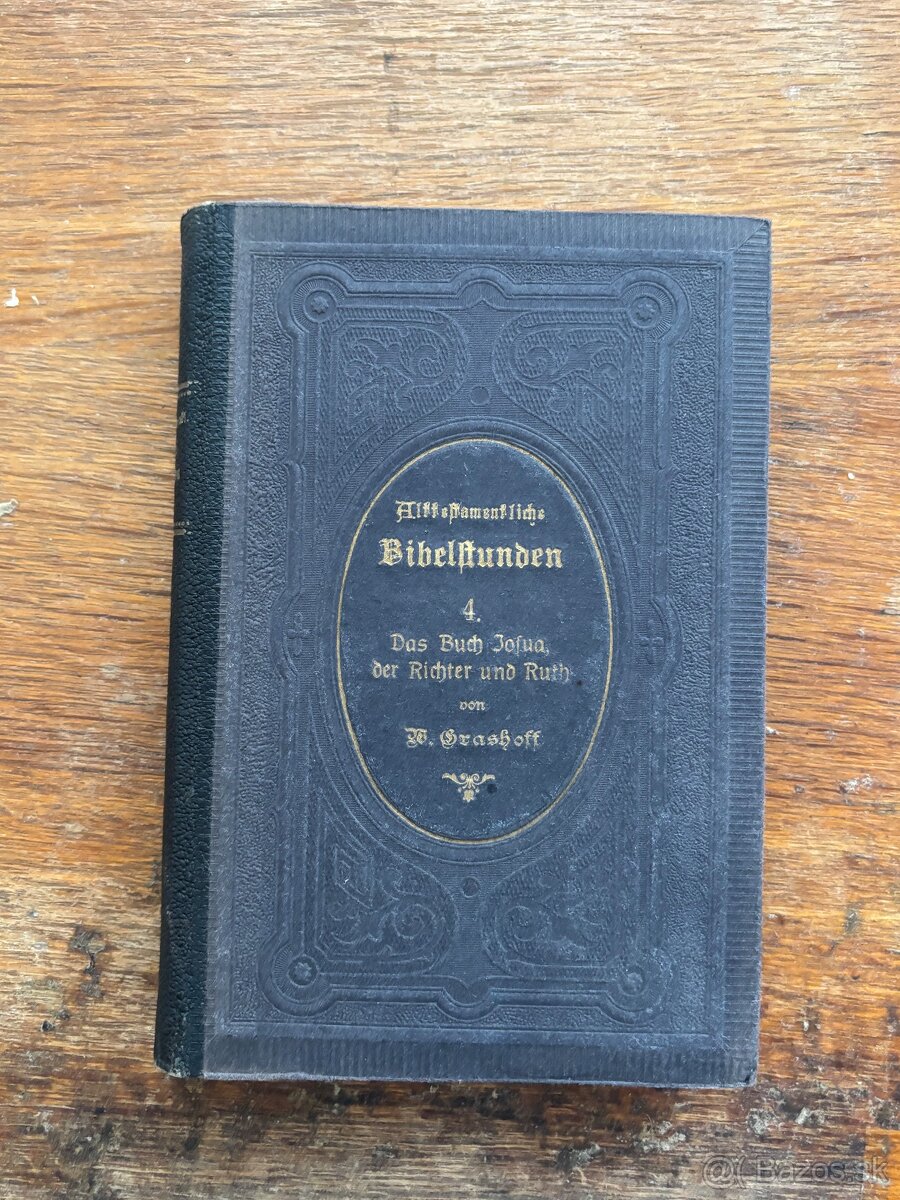 Alttestamentliche
Bibelſtunden
4.
Das Buch Joſua,
der Richter und Ruth
von
W. Grashoff
Bazos.sk